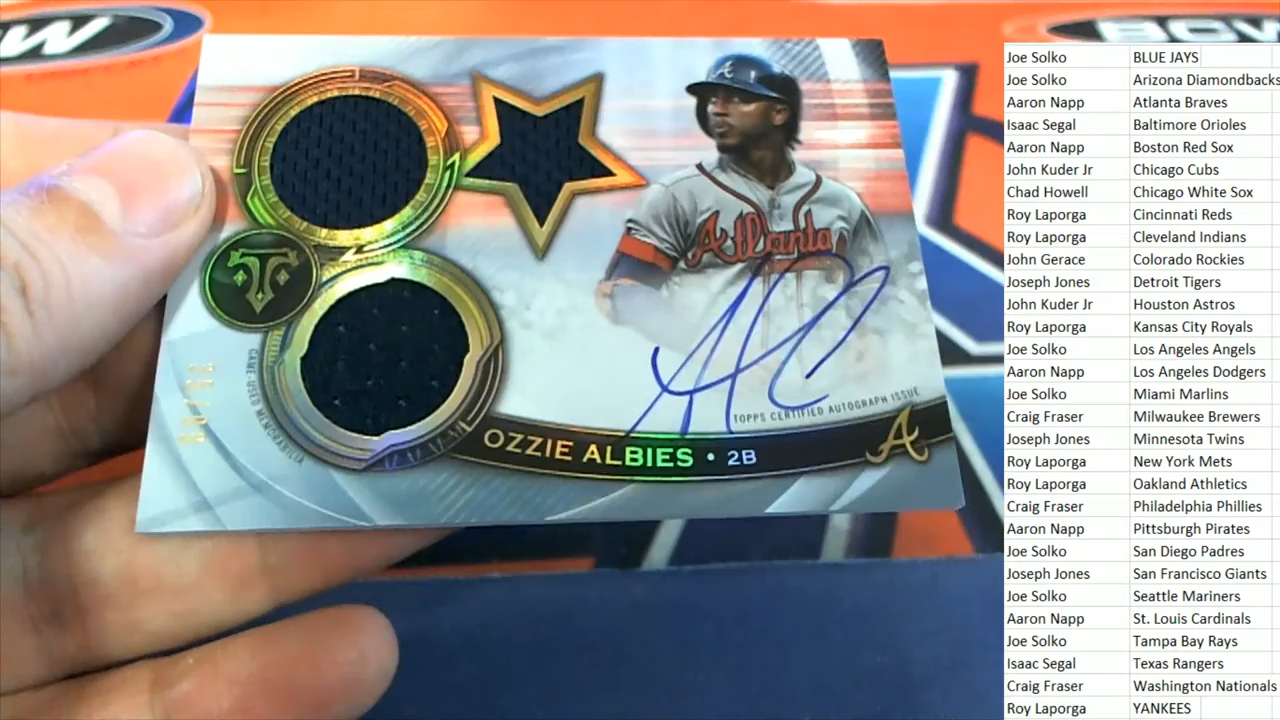 Atlanta
GAME-USED MEMORABILIA
TOPPS CERTIFIED AUTOGRAPH ISSUE
OZZIE ALBIES • 2B
A
Joe Solko BLUE JAYS
Joe Solko Arizona Diamondbacks
Aaron Napp Atlanta Braves
Isaac Segal Baltimore Orioles
Aaron Napp Boston Red Sox
John Kuder Jr Chicago Cubs
Chad Howell Chicago White Sox
Roy Laporga Cincinnati Reds
Roy Laporga Cleveland Indians
John Gerace Colorado Rockies
Joseph Jones Detroit Tigers
John Kuder Jr Houston Astros
Roy Laporga Kansas City Royals
Joe Solko Los Angeles Angels
Aaron Napp Los Angeles Dodgers
Joe Solko Miami Marlins
Craig Fraser Milwaukee Brewers
Joseph Jones Minnesota Twins
Roy Laporga New York Mets
Roy Laporga Oakland Athletics
Craig Fraser Philadelphia Phillies
Aaron Napp Pittsburgh Pirates
Joe Solko San Diego Padres
Joseph Jones San Francisco Giants
Joe Solko Seattle Mariners
Aaron Napp St. Louis Cardinals
Joe Solko Tampa Bay Rays
Isaac Segal Texas Rangers
Craig Fraser Washington Nationals
Roy Laporga YANKEES